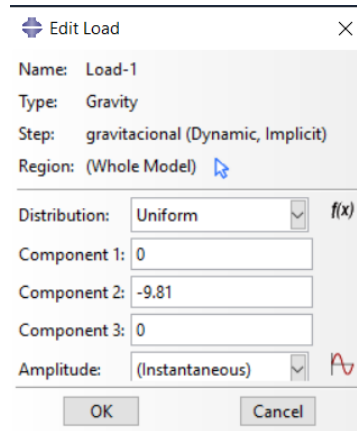 Edit Load
Name: Load-1
Type: Gravity
Step: gravitacional (Dynamic, Implicit)
Region: (Whole Model)
Distribution: Uniform f(x)
Component 1: 0
Component 2: -9.81
Component 3: 0
Amplitude: (Instantaneous)
OK Cancel